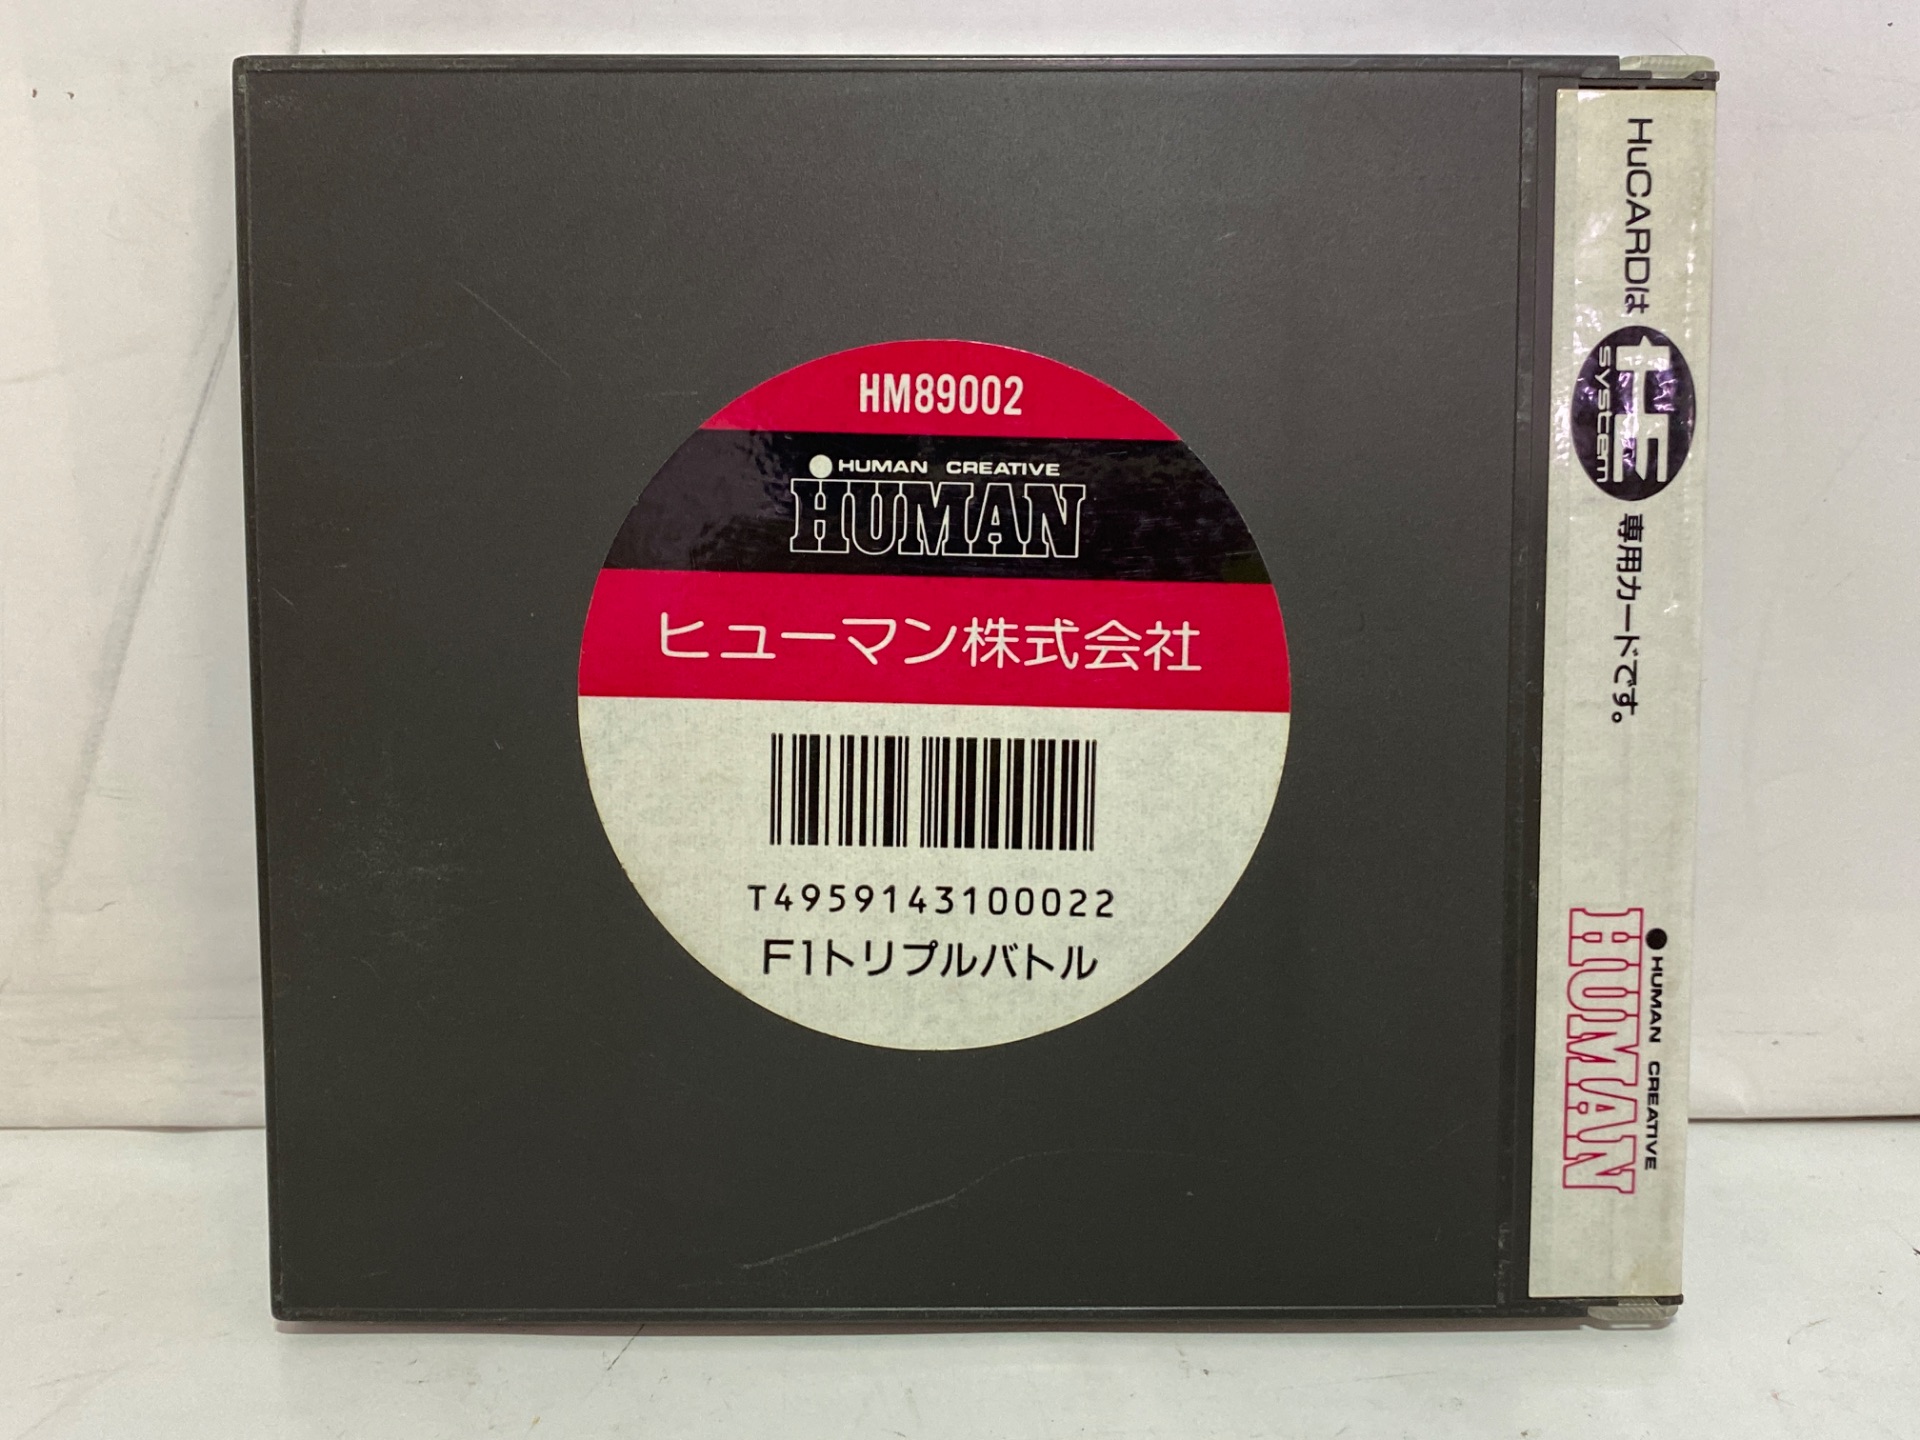 HM89002
HUMAN CREATIVE
HUMAN
ヒューマン株式会社
T4959143100022
F1トリプルバトル
HuCARDは HE system 専用カードです。
HUMAN CREATIVE
HUMAN